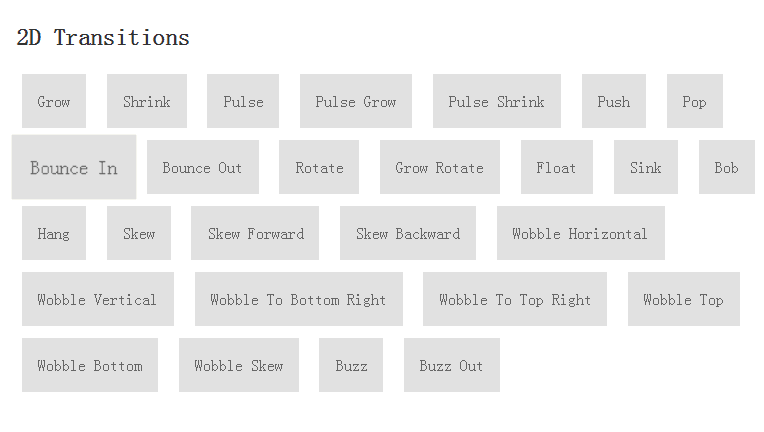 2D Transitions
Grow Shrink Pulse Pulse Grow Pulse Shrink Push Pop
Bounce In Bounce Out Rotate Grow Rotate Float Sink Bob
Hang Skew Skew Forward Skew Backward Wobble Horizontal
Wobble Vertical Wobble To Bottom Right Wobble To Top Right Wobble Top
Wobble Bottom Wobble Skew Buzz Buzz Out